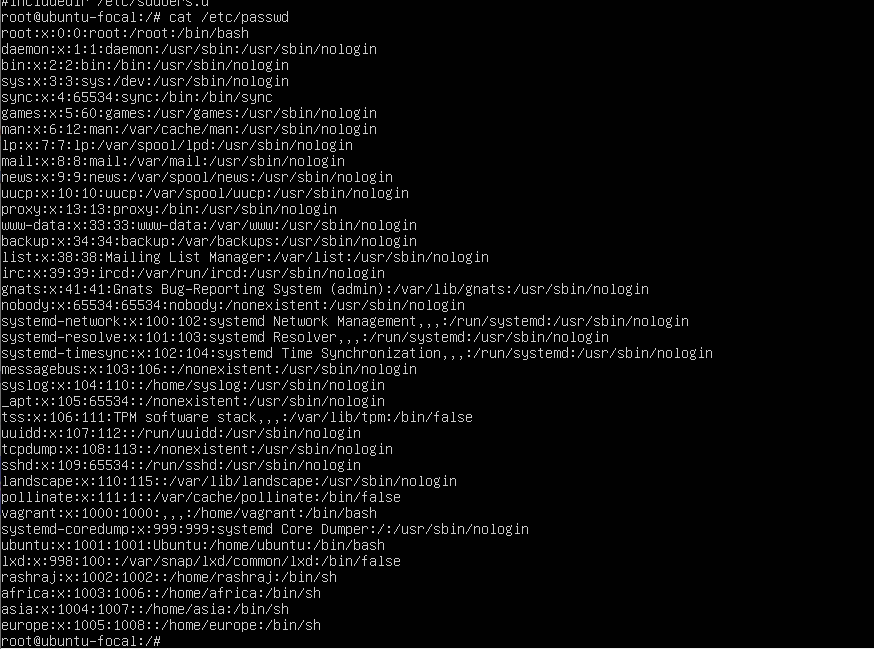 #includedir /etc/sudoers.d
root@ubuntu-focal:/# cat /etc/passwd
root:x:0:0:root:/root:/bin/bash
daemon:x:1:1:daemon:/usr/sbin:/usr/sbin/nologin
bin:x:2:2:bin:/bin:/usr/sbin/nologin
sys:x:3:3:sys:/dev:/usr/sbin/nologin
sync:x:4:65534:sync:/bin:/bin/sync
games:x:5:60:games:/usr/games:/usr/sbin/nologin
man:x:6:12:man:/var/cache/man:/usr/sbin/nologin
lp:x:7:7:lp:/var/spool/lpd:/usr/sbin/nologin
mail:x:8:8:mail:/var/mail:/usr/sbin/nologin
news:x:9:9:news:/var/spool/news:/usr/sbin/nologin
uucp:x:10:10:uucp:/var/spool/uucp:/usr/sbin/nologin
proxy:x:13:13:proxy:/bin:/usr/sbin/nologin
www-data:x:33:33:www-data:/var/www:/usr/sbin/nologin
backup:x:34:34:backup:/var/backups:/usr/sbin/nologin
list:x:38:38:Mailing List Manager:/var/list:/usr/sbin/nologin
irc:x:39:39:ircd:/var/run/ircd:/usr/sbin/nologin
gnats:x:41:41:Gnats Bug-Reporting System (admin):/var/lib/gnats:/usr/sbin/nologin
nobody:x:65534:65534:nobody:/nonexistent:/usr/sbin/nologin
systemd-network:x:100:102:systemd Network Management,,,:/run/systemd:/usr/sbin/nologin
systemd-resolve:x:101:103:systemd Resolver,,,:/run/systemd:/usr/sbin/nologin
systemd-timesync:x:102:104:systemd Time Synchronization,,,:/run/systemd:/usr/sbin/nologin
messagebus:x:103:106::/nonexistent:/usr/sbin/nologin
syslog:x:104:110::/home/syslog:/usr/sbin/nologin
_apt:x:105:65534::/nonexistent:/usr/sbin/nologin
tss:x:106:111:TPM software stack,,,:/var/lib/tpm:/bin/false
uuidd:x:107:112::/run/uuidd:/usr/sbin/nologin
tcpdump:x:108:113::/nonexistent:/usr/sbin/nologin
sshd:x:109:65534::/run/sshd:/usr/sbin/nologin
landscape:x:110:115::/var/lib/landscape:/usr/sbin/nologin
pollinate:x:111:1::/var/cache/pollinate:/bin/false
vagrant:x:1000:1000:,,,:/home/vagrant:/bin/bash
systemd-coredump:x:999:999:systemd Core Dumper:/:/usr/sbin/nologin
ubuntu:x:1001:1001:Ubuntu:/home/ubuntu:/bin/bash
lxd:x:998:100::/var/snap/lxd/common/lxd:/bin/false
rashraj:x:1002:1002::/home/rashraj:/bin/sh
africa:x:1003:1006::/home/africa:/bin/sh
asia:x:1004:1007::/home/asia:/bin/sh
europe:x:1005:1008::/home/europe:/bin/sh
root@ubuntu-focal:/#